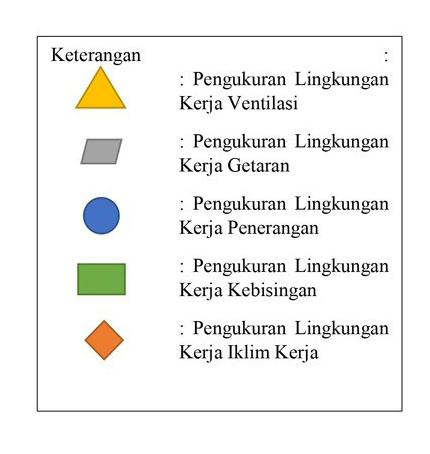 Keterangan :
: Pengukuran Lingkungan
Kerja Ventilasi
: Pengukuran Lingkungan
Kerja Getaran
: Pengukuran Lingkungan
Kerja Penerangan
: Pengukuran Lingkungan
Kerja Kebisingan
: Pengukuran Lingkungan
Kerja Iklim Kerja